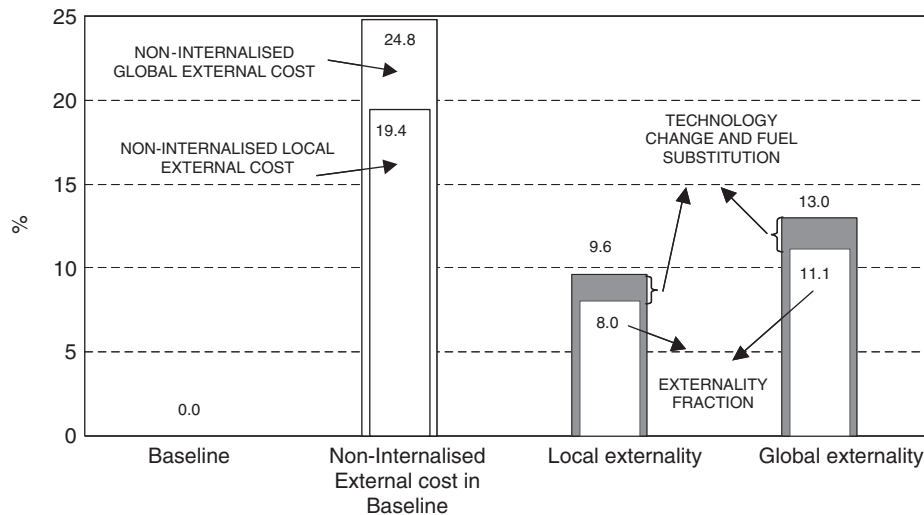 25
20
15
10
5
0
%
NON-INTERNALISED
GLOBAL EXTERNAL COST
24.8
NON-INTERNALISED LOCAL
EXTERNAL COST
19.4
TECHNOLOGY
CHANGE AND FUEL
SUBSTITUTION
9.6
13.0
8.0
11.1
EXTERNALITY
FRACTION
0.0
Baseline
Non-Internalised
External cost in
Baseline
Local externality
Global externality